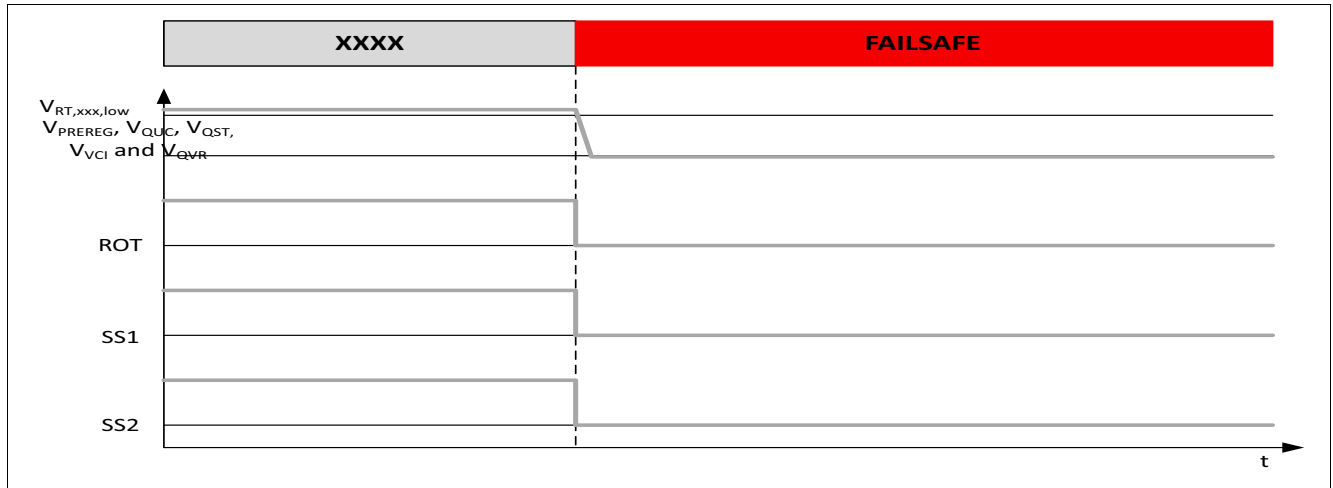 XXXX FAILSAFE
VRT,xxx,low
VPREREG, VQUC, VQST,
VVCI and VQVR
ROT
SS1
SS2
t